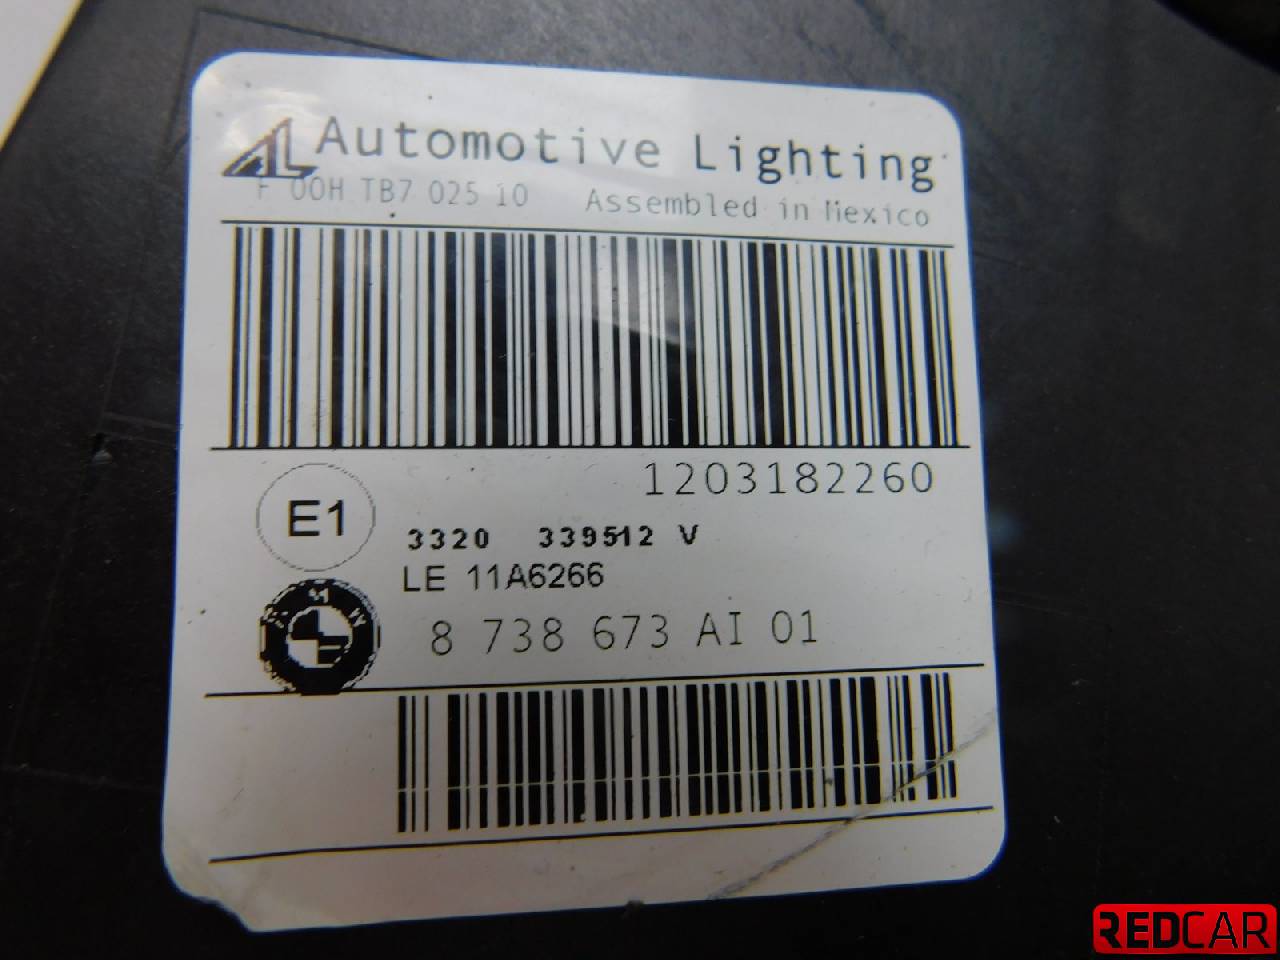 AL Automotive Lighting
F 00H TB7 025 10 Assembled in Mexico
1203182260
E1
3320 339512 V
LE 11A6266
8 738 673 AI 01
REDCAR